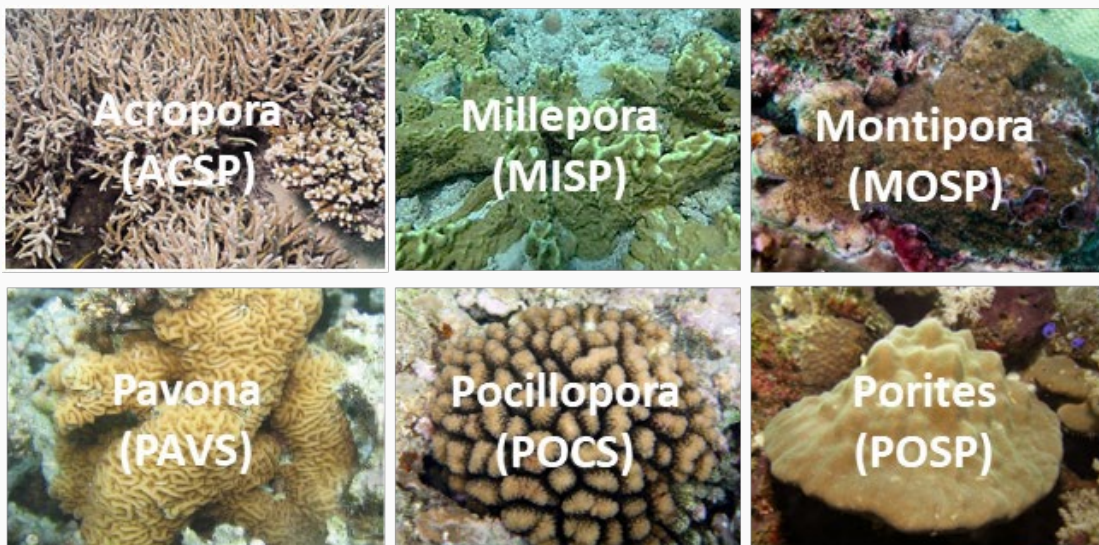 Acropora
(ACSP)
Millepora
(MISP)
Montipora
(MOSP)
Pavona
(PAVS)
Pocillopora
(POCS)
Porites
(POSP)